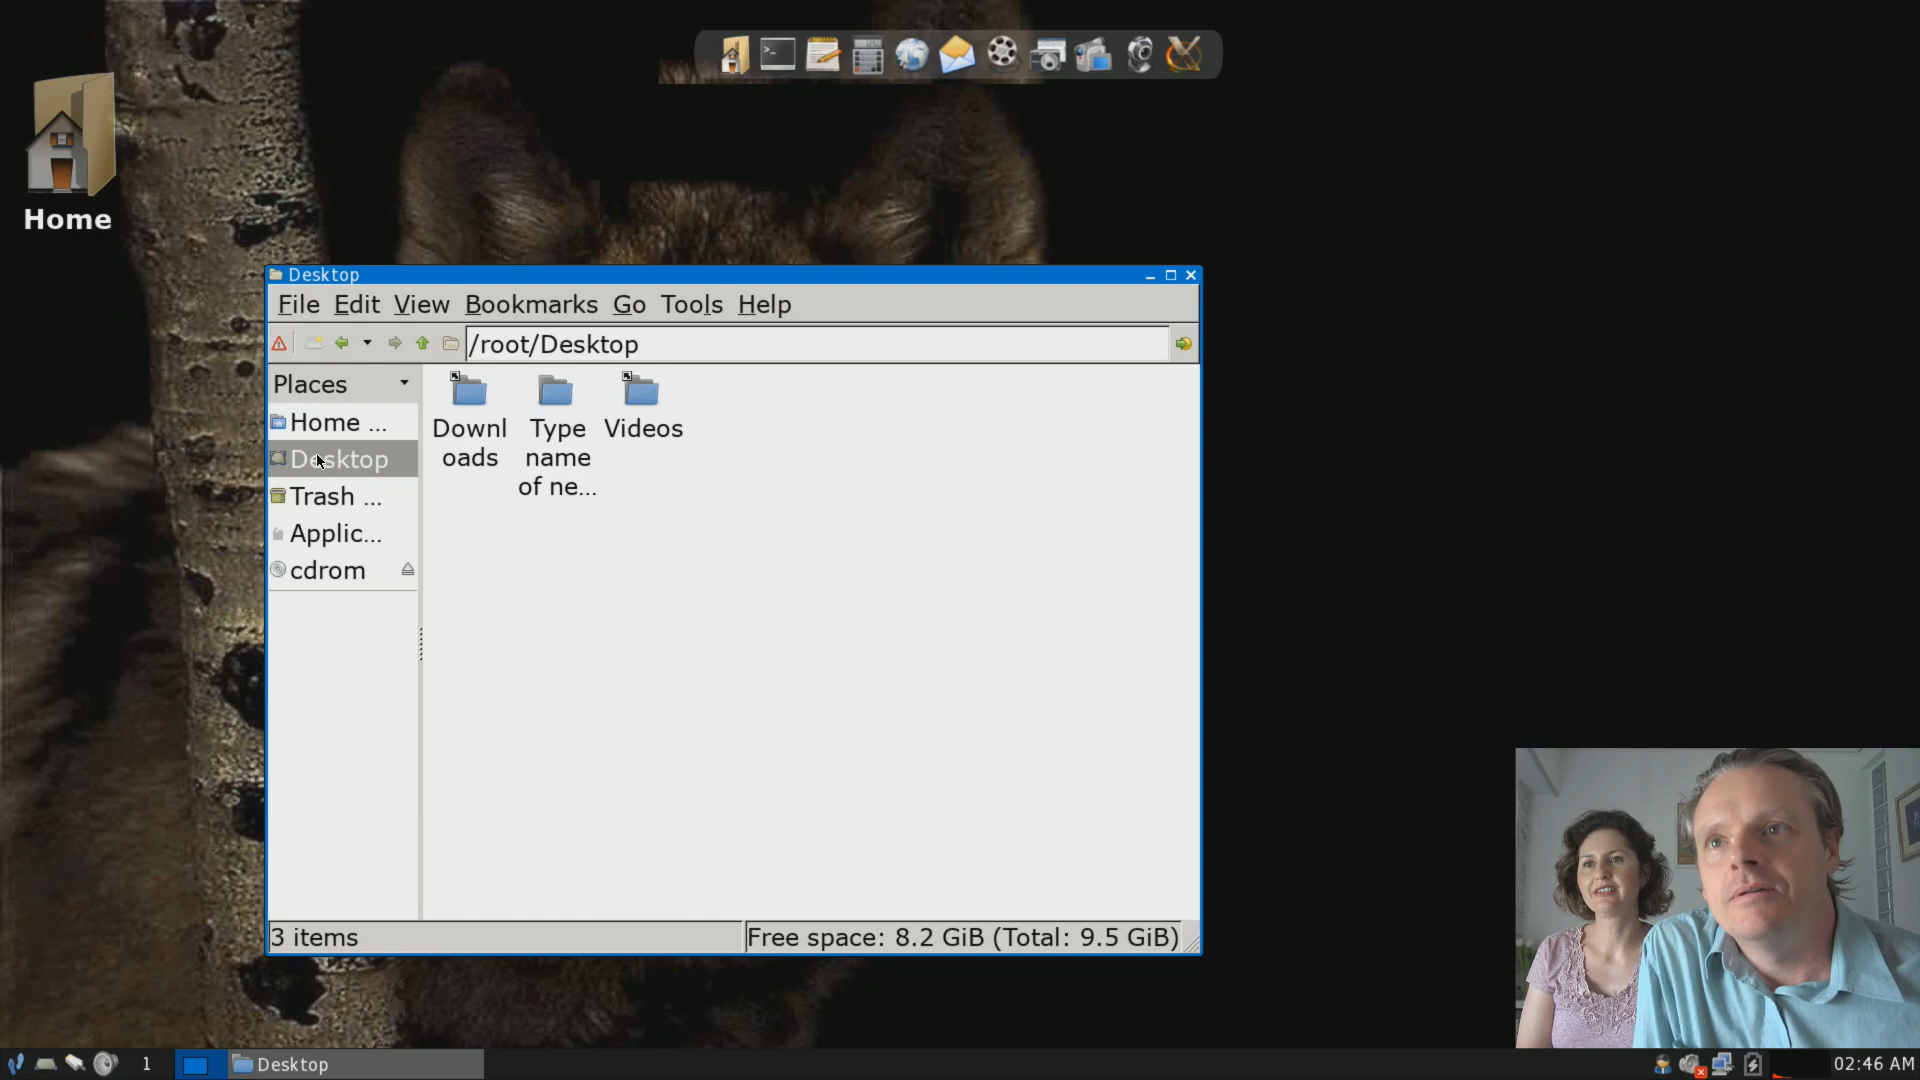 Home
Desktop
File Edit View Bookmarks Go Tools Help
/root/Desktop
Places
Home ...
Desktop
Trash ...
Applic...
cdrom
Downl
oads
Type
name
of ne...
Videos
3 items
Free space: 8.2 GiB (Total: 9.5 GiB)
1
Desktop
02:46 AM